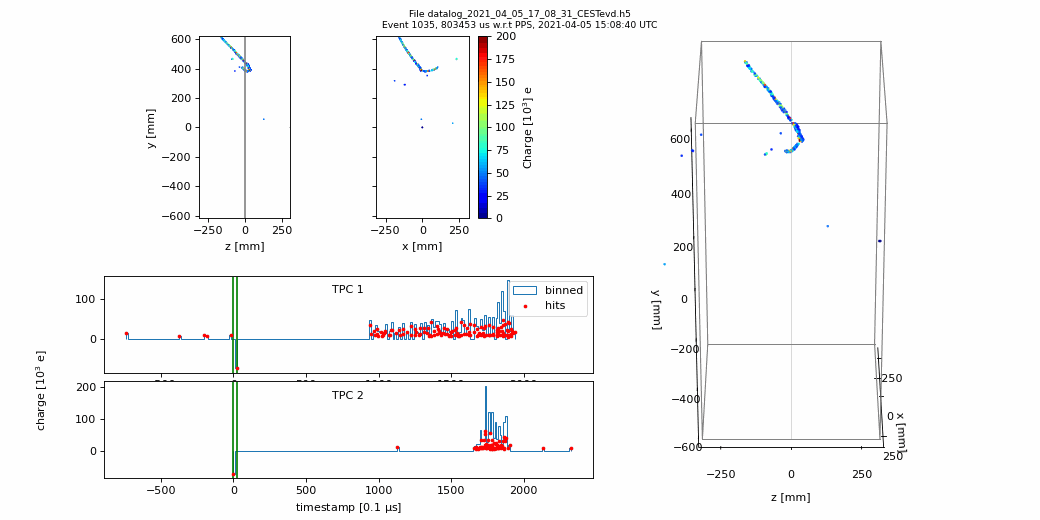 File datalog_2021_04_05_17_08_31_CESTevd.h5
Event 1035, 803453 us w.r.t PPS, 2021-04-05 15:08:40 UTC
600
400
200
0
−200
−400
−600
y [mm]
−250 0 250
z [mm]
−250 0 250
x [mm]
200
175
150
125
100
75
50
25
0
Charge [10³] e
TPC 1
binned
hits
100
0
TPC 2
200
100
0
−500 0 500 1000 1500 2000
timestamp [0.1 μs]
charge [10³ e]
600
400
200
0
−200
−400
−600
y [mm]
−250
0
250
x [mm]
−250 0 250
z [mm]